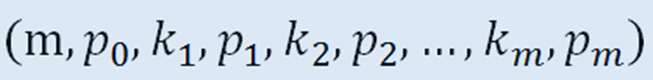 (m, p₀, k₁, p₁, k₂, p₂, ..., kₘ, pₘ)